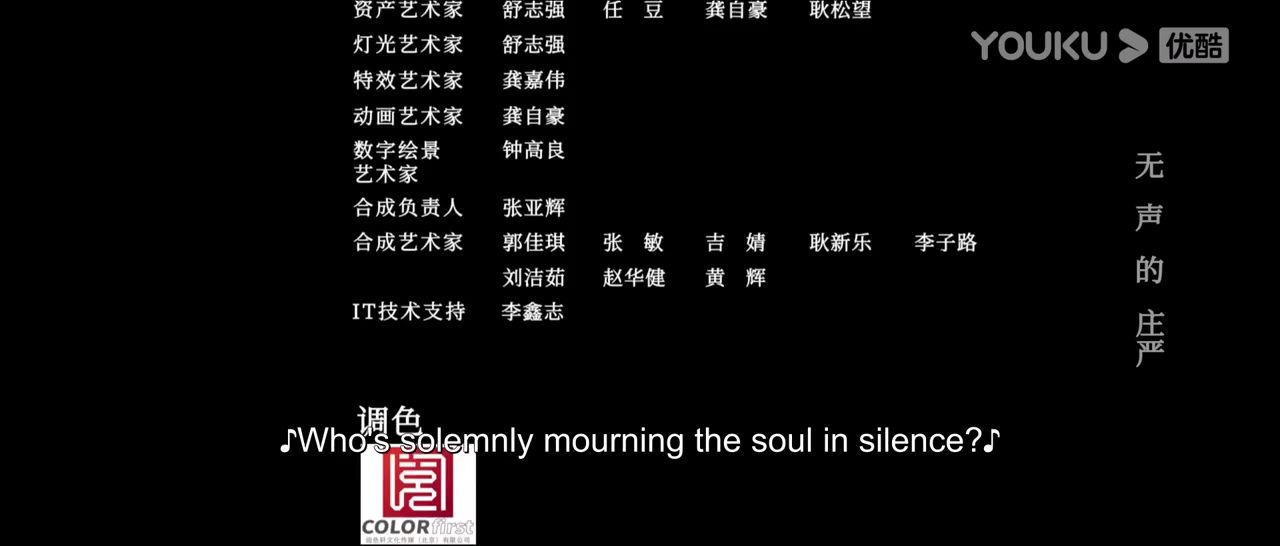 资产艺术家 舒志强 任 豆 龚自豪 耿松望
YOUKU 优酷
灯光艺术家 舒志强
特效艺术家 龚嘉伟
动画艺术家 龚自豪
数字绘景 钟高良
艺术家
合成负责人 张亚辉
合成艺术家 郭佳琪 张 敏 吉 婧 耿新乐 李子路
刘洁茹 赵华健 黄 辉
IT技术支持 李鑫志
无声的庄严
调色
♪Who's solemnly mourning the soul in silence?♪
COLORfirst